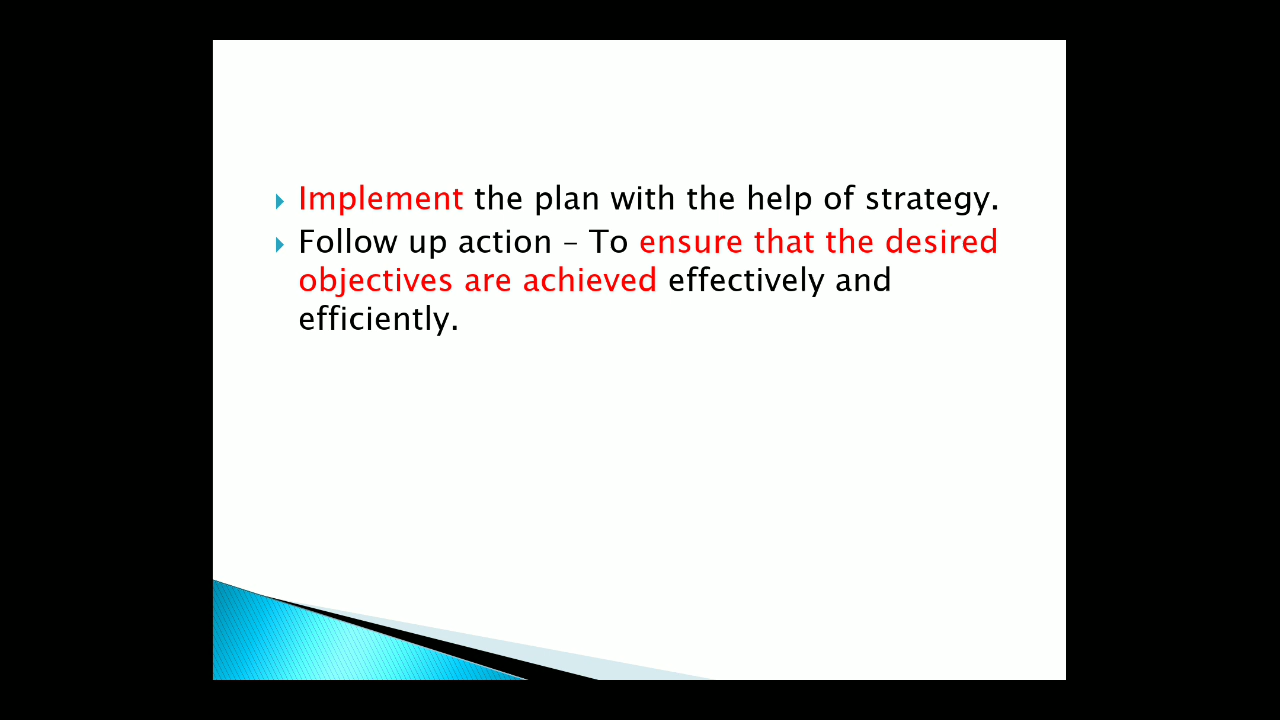 Implement the plan with the help of strategy.
Follow up action – To ensure that the desired
objectives are achieved effectively and
efficiently.